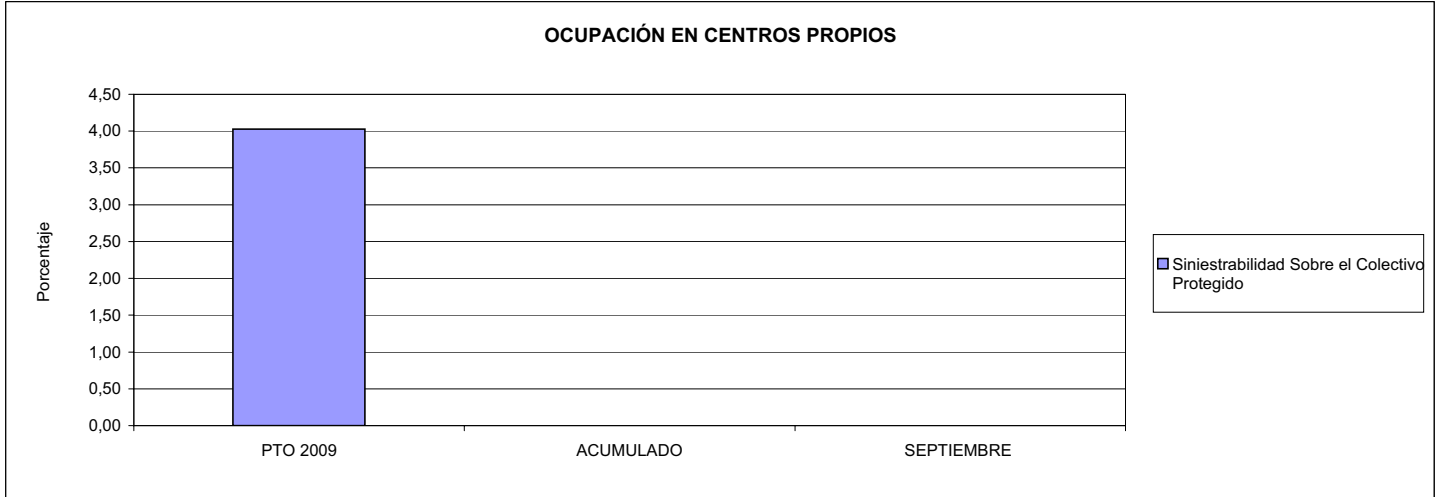 OCUPACIÓN EN CENTROS PROPIOS
4,50
4,00
3,50
3,00
2,50
2,00
1,50
1,00
0,50
0,00
Porcentaje
PTO 2009
ACUMULADO
SEPTIEMBRE
Siniestrabilidad Sobre el Colectivo
Protegido